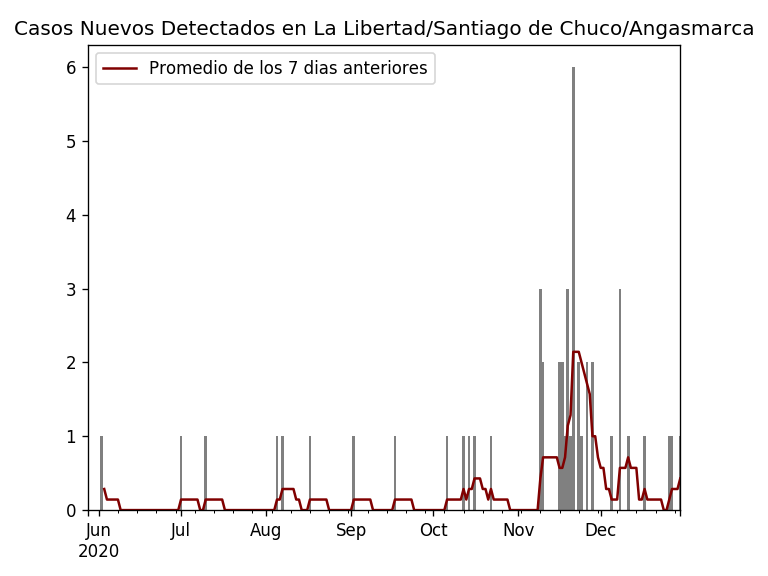 Casos Nuevos Detectados en La Libertad/Santiago de Chuco/Angasmarca
Promedio de los 7 dias anteriores
6
5
4
3
2
1
0
Jun Jul Aug Sep Oct Nov Dec
2020